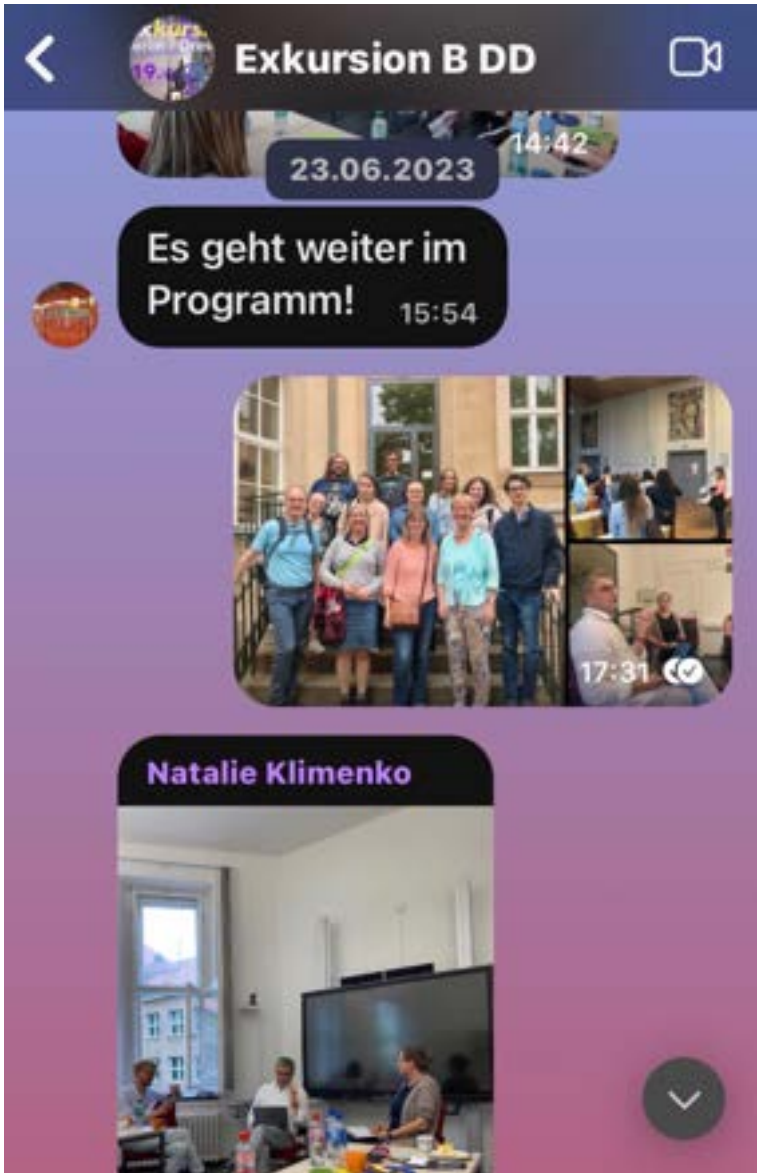 Exkursion B DD
14:42
23.06.2023
Es geht weiter im
Programm! 15:54
17:31
Natalie Klimenko